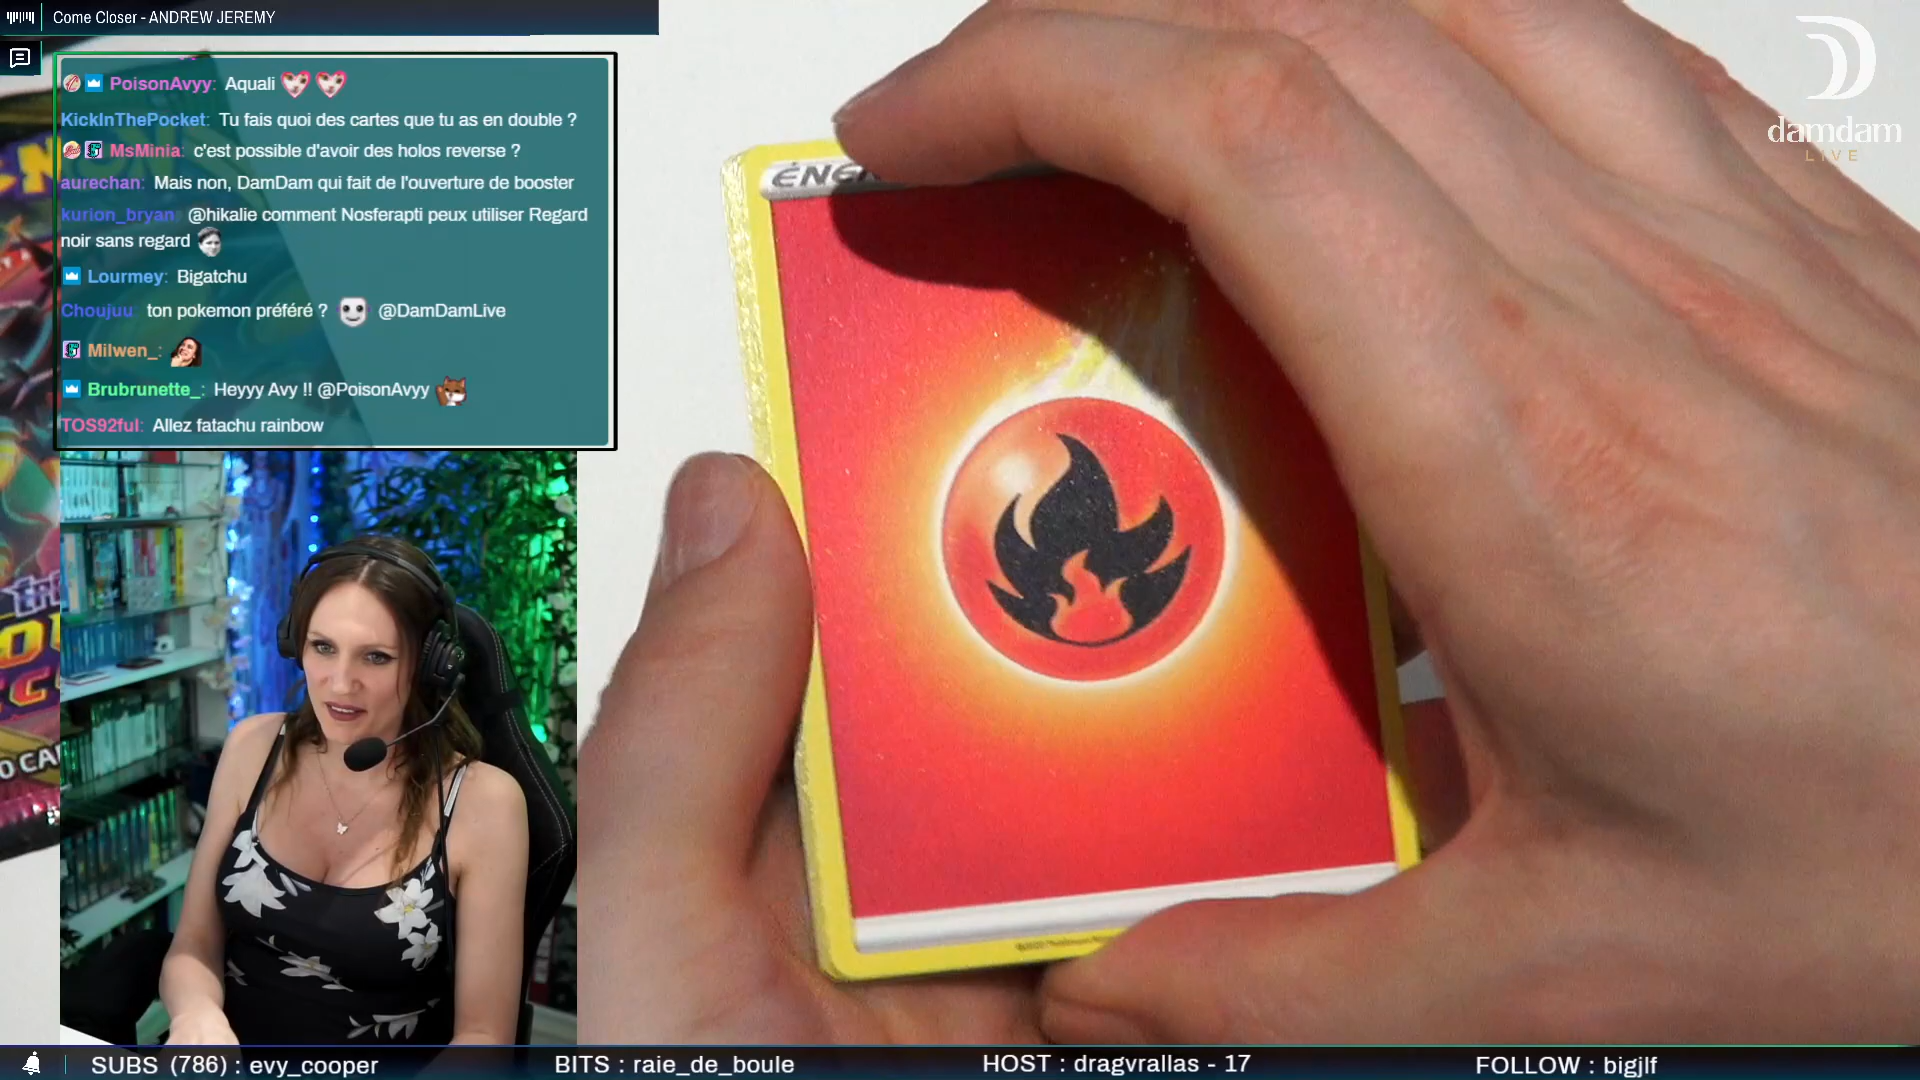 Come Closer - ANDREW JEREMY
damdam
LIVE
PoisonAvyy: Aquali
KickInThePocket: Tu fais quoi des cartes que tu as en double ?
MsMinia: c'est possible d'avoir des holos reverse ?
aurechan: Mais non, DamDam qui fait de l'ouverture de booster
kurion_bryan: @hikalie comment Nosferapti peux utiliser Regard
noir sans regard
Lourmey: Bigatchu
Choujuu: ton pokemon préféré ? @DamDamLive
Milwen_:
Brubrunette_: Heyyy Avy !! @PoisonAvyy
TOS92ful: Allez fatachu rainbow
SUBS (786) : evy_cooper
BITS : raie_de_boule
HOST : dragvrallas - 17
FOLLOW : bigjlf